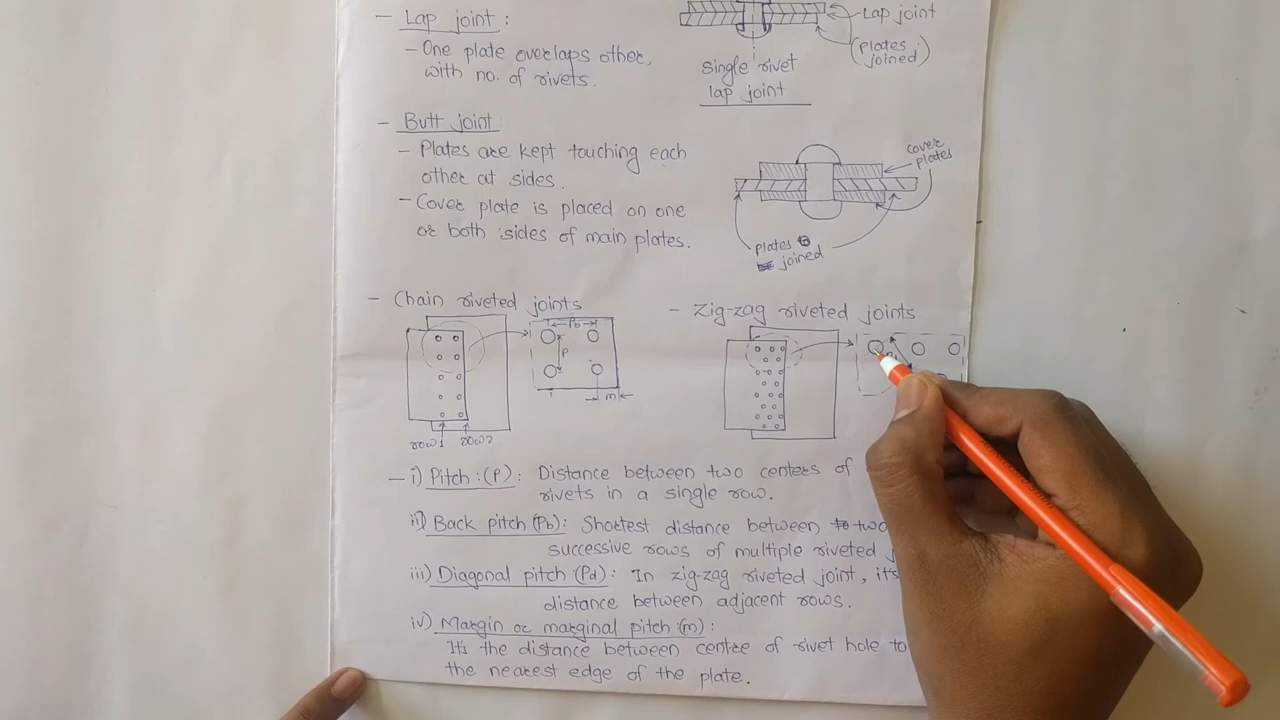 - Lap joint :
- One plate overlaps other,
with no. of rivets.
Lap joint
(Plates joined)
single rivet
lap joint
- Butt joint:
- Plates are kept touching each
other at sides.
- Cover plate is placed on one
or both sides of main plates.
cover
plates
plates
joined
- Chain riveted joints
Pb
P
m
row1 row2
- Zig-zag riveted joints
- i) Pitch : (P) : Distance between two centers of
rivets in a single row.
ii) Back pitch (Pb): Shortest distance between two
successive rows of multiple riveted
iii) Diagonal pitch (Pd) : In zig-zag riveted joint, it's
distance between adjacent rows.
iv) Margin or marginal pitch (m) :
It's the distance between centre of rivet hole to
the nearest edge of the plate.